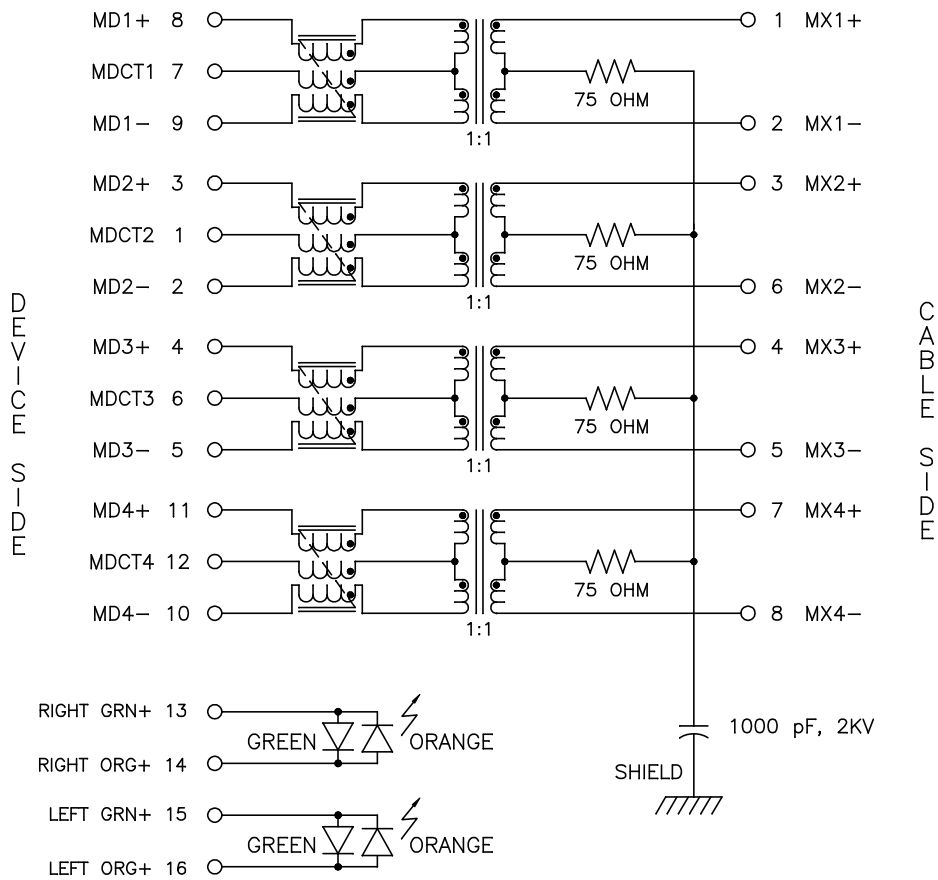 MD1+ 8 1 MX1+
MDCT1 7
75 OHM
MD1- 9 2 MX1-
1:1
MD2+ 3 3 MX2+
MDCT2 1
75 OHM
MD2- 2 6 MX2-
1:1
MD3+ 4 4 MX3+
MDCT3 6
75 OHM
MD3- 5 5 MX3-
1:1
MD4+ 11 7 MX4+
MDCT4 12
75 OHM
MD4- 10 8 MX4-
1:1
DEVICE SIDE
CABLE SIDE
RIGHT GRN+ 13
GREEN ORANGE
RIGHT ORG+ 14
1000 pF, 2KV
SHIELD
LEFT GRN+ 15
GREEN ORANGE
LEFT ORG+ 16